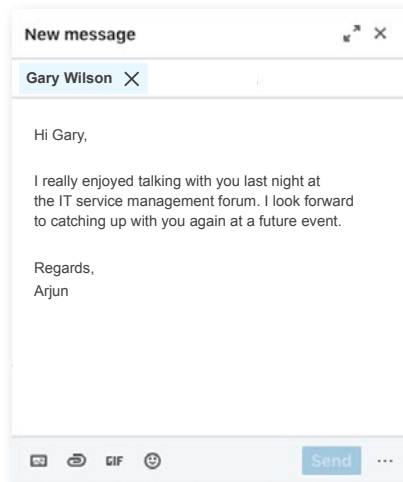 New message
Gary Wilson
Hi Gary,
I really enjoyed talking with you last night at
the IT service management forum. I look forward
to catching up with you again at a future event.
Regards,
Arjun
GIF
Send